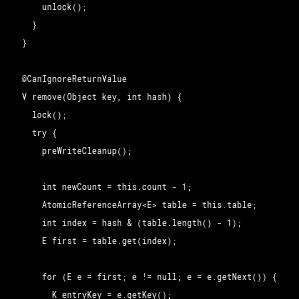 unlock();
}
}
@CanIgnoreReturnValue
V remove(Object key, int hash) {
lock();
try {
preWriteCleanup();
int newCount = this.count - 1;
AtomicReferenceArray<E> table = this.table;
int index = hash & (table.length() - 1);
E first = table.get(index);
for (E e = first; e != null; e = e.getNext()) {
K entryKey = e.getKey();